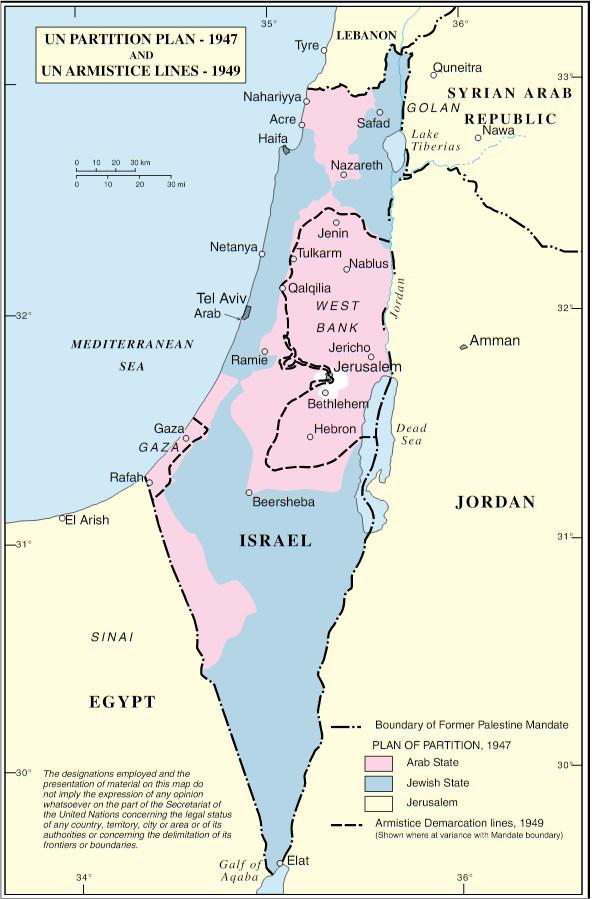 UN PARTITION PLAN - 1947
AND
UN ARMISTICE LINES - 1949
35°
36°
LEBANON
Tyre
33°
Quneitra
SYRIAN ARAB
REPUBLIC
GOLAN
Nahariyya
Acre
Safad
Nawa
Haifa
Lake
Tiberias
0 10 20 30 km
0 10 20 30 mi
Nazareth
Jenin
Netanya
Tulkarm
Nablus
Qalqilia
Jordan
Tel Aviv
Arab
WEST
BANK
32°
32°
MEDITERRANEAN
SEA
Ramie
Jericho
Amman
Jerusalem
Bethlehem
Gaza
GAZA
Hebron
Dead
Sea
Rafah
Beersheba
JORDAN
El Arish
ISRAEL
31°
31°
SINAI
EGYPT
Boundary of Former Palestine Mandate
PLAN OF PARTITION, 1947
Arab State
Jewish State
Jerusalem
Armistice Demarcation lines, 1949
(Shown where at variance with Mandate boundary)
30°
30°
The designations employed and the
presentation of material on this map do
not imply the expression of any opinion
whatsoever on the part of the Secretariat of
the United Nations concerning the legal status
of any country, territory, city or area or of its
authorities or concerning the delimitation of its
frontiers or boundaries.
Gulf of
Aqaba
Elat
34°
36°